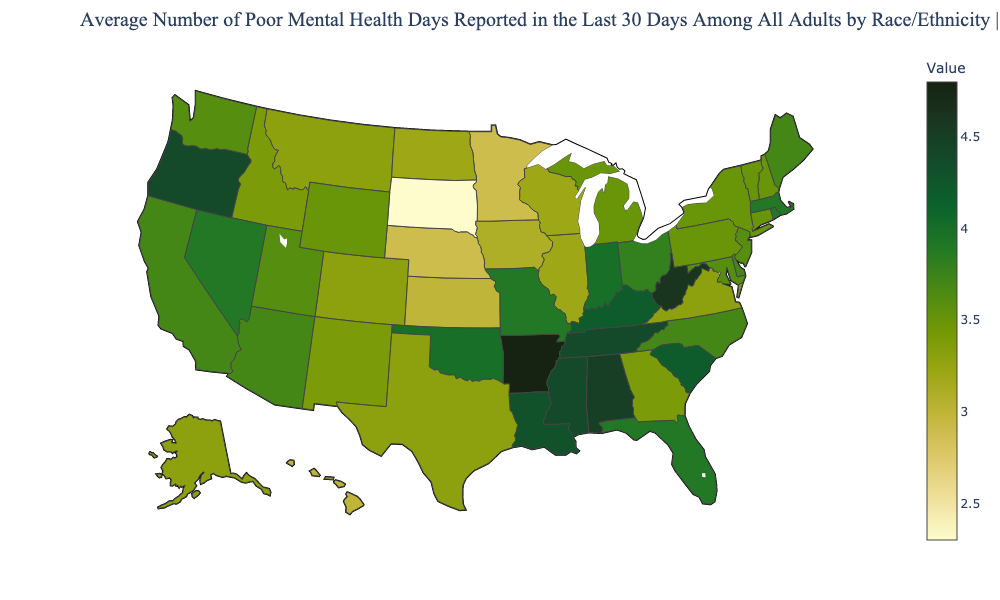 Average Number of Poor Mental Health Days Reported in the Last 30 Days Among All Adults by Race/Ethnicity |
Value
4.5
4
3.5
3
2.5